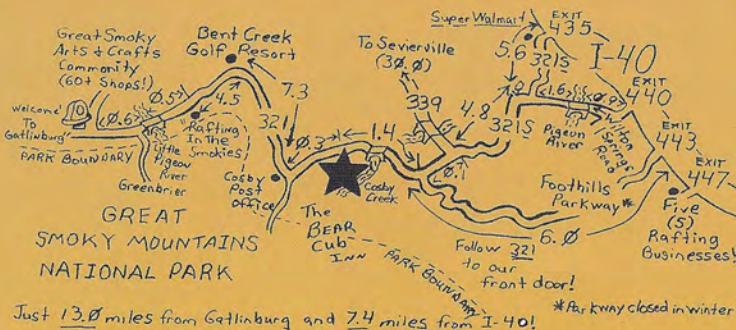 Great Smoky
Arts & Crafts
Community
(60+ Shops!)
Bent Creek
Golf Resort
Super Walmart
EXIT
435
I-40
To Sevierville
(30.0)
5.6
321S
EXIT
440
7.3
0.5
4.5
339
4.8
.2
1.6
0.9
Welcome!
To
Gatlinburg
10
0.6
"Rafting
In The
Smokies"
321
0.3
1.4
321S
Pigeon
River
Wilton
Springs
Road
EXIT
443
PARK BOUNDARY
Little
Pigeon
River
Greenbrier
Cosby
Post
Office
Cosby
Creek
0.1
Foothills
Parkway*
EXIT
447
GREAT
SMOKY MOUNTAINS
NATIONAL PARK
The
BEAR
Cub
INN
PARK BOUNDARY
Follow 321
to our
front door!
6.0
Five
(5)
Rafting
Businesses!
*Parkway closed in winter
Just 13.0 miles from Gatlinburg and 7.4 miles from I-40!